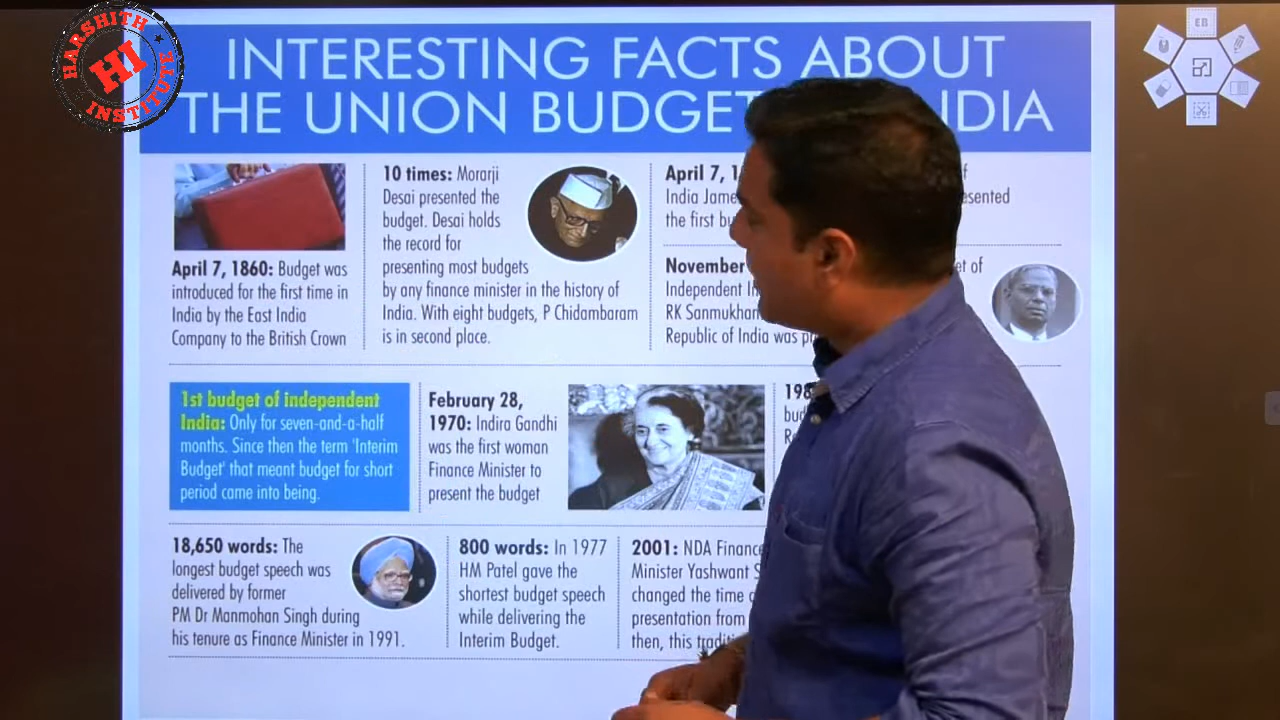 HARSHITH
HI
INSTITUTE
INTERESTING FACTS ABOUT
THE UNION BUDGET INDIA
EB
April 7, 1860: Budget was
introduced for the first time in
India by the East India
Company to the British Crown
10 times: Morarji
Desai presented the
budget. Desai holds
the record for
presenting most budgets
by any finance minister in the history of
India. With eight budgets, P Chidambaram
is in second place.
April 7,
India
the first
November
Independent
RK
Republic of India was
1st budget of independent
India: Only for seven-and-a-half
months. Since then the term 'Interim
Budget' that meant budget for short
period came into being.
February 28,
1970: Indira Gandhi
was the first woman
Finance Minister to
present the budget
18,650 words: The
longest budget speech was
delivered by former
PM Dr Manmohan Singh during
his tenure as Finance Minister in 1991.
800 words: In 1977
HM Patel gave the
shortest budget speech
while delivering the
Interim Budget.
2001: NDA Finance
Minister Yashwant
changed the time
presentation from
then, this